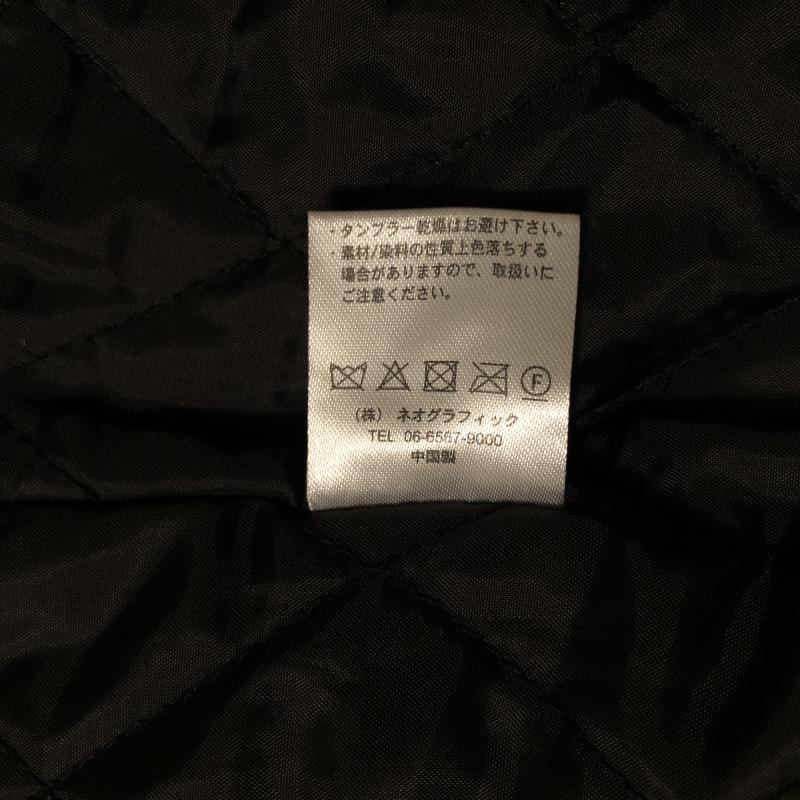 ・タンブラー乾燥はお避け下さい。
・素材/染料の性質上色落ちする
場合がありますので、取扱いに
ご注意ください。
F
(株) ネオグラフィック
TEL 06-6567-9000
中国製